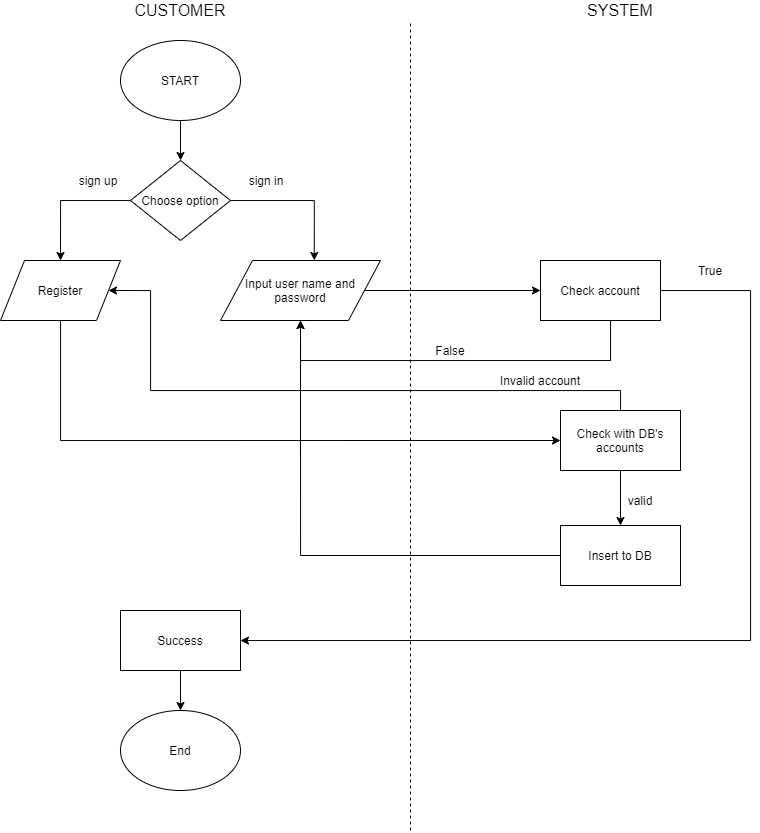 CUSTOMER
SYSTEM
START
sign up
sign in
Choose option
Register
Input user name and
password
Check account
True
False
Invalid account
Check with DB's
accounts
valid
Insert to DB
Success
End